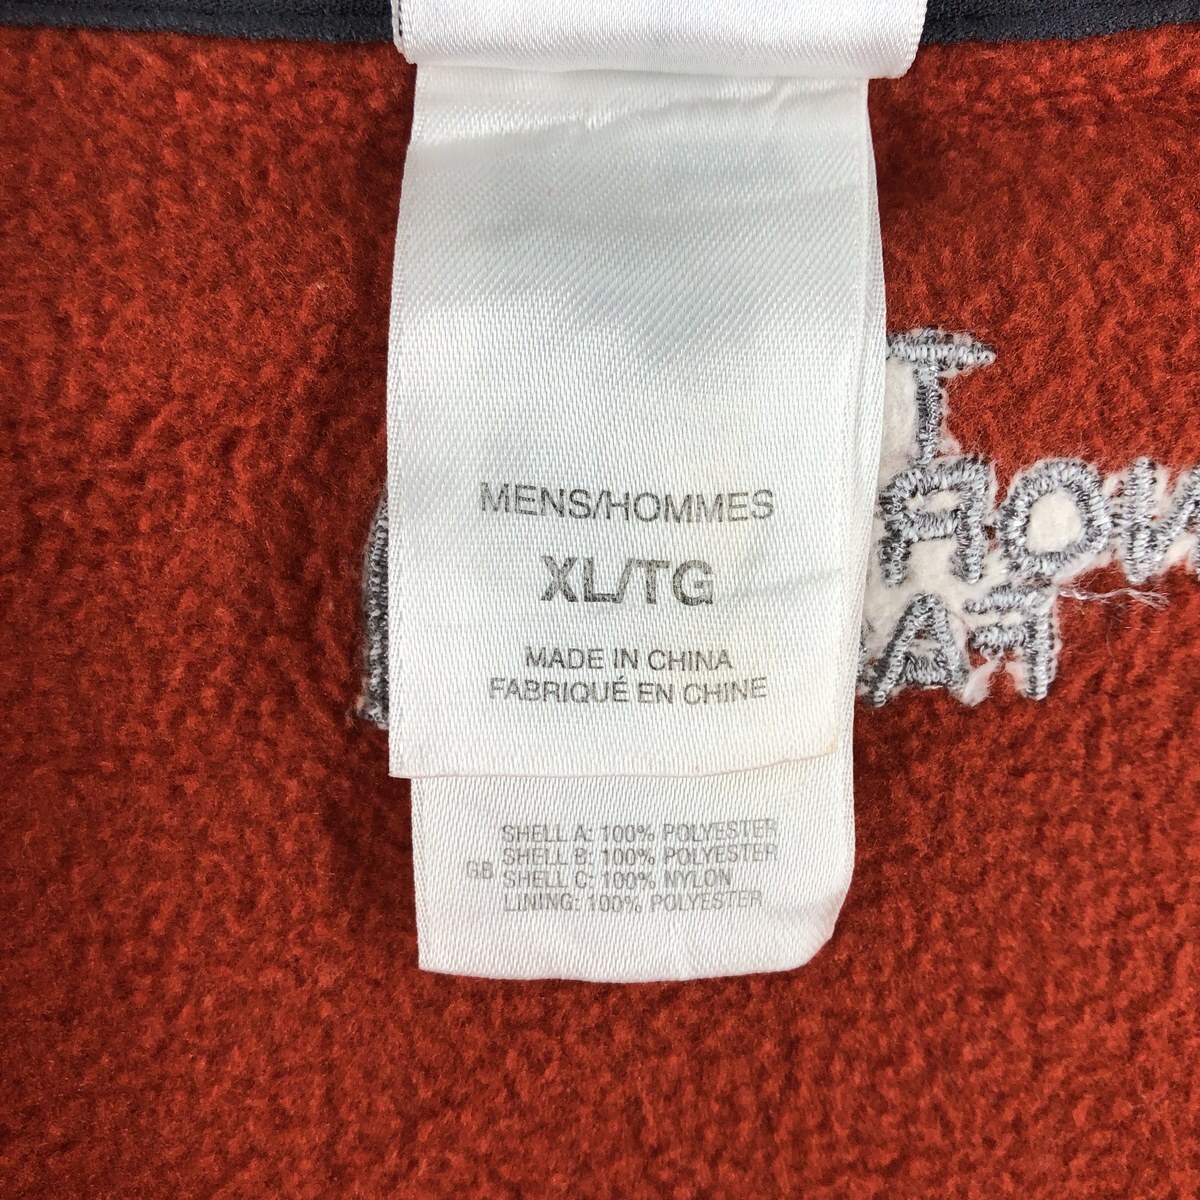 MENS/HOMMES
XL/TG
MADE IN CHINA
FABRIQUÉ EN CHINE
SHELL A: 100% POLYESTER
SHELL B: 100% POLYESTER
GB SHELL C: 100% NYLON
LINING: 100% POLYESTER